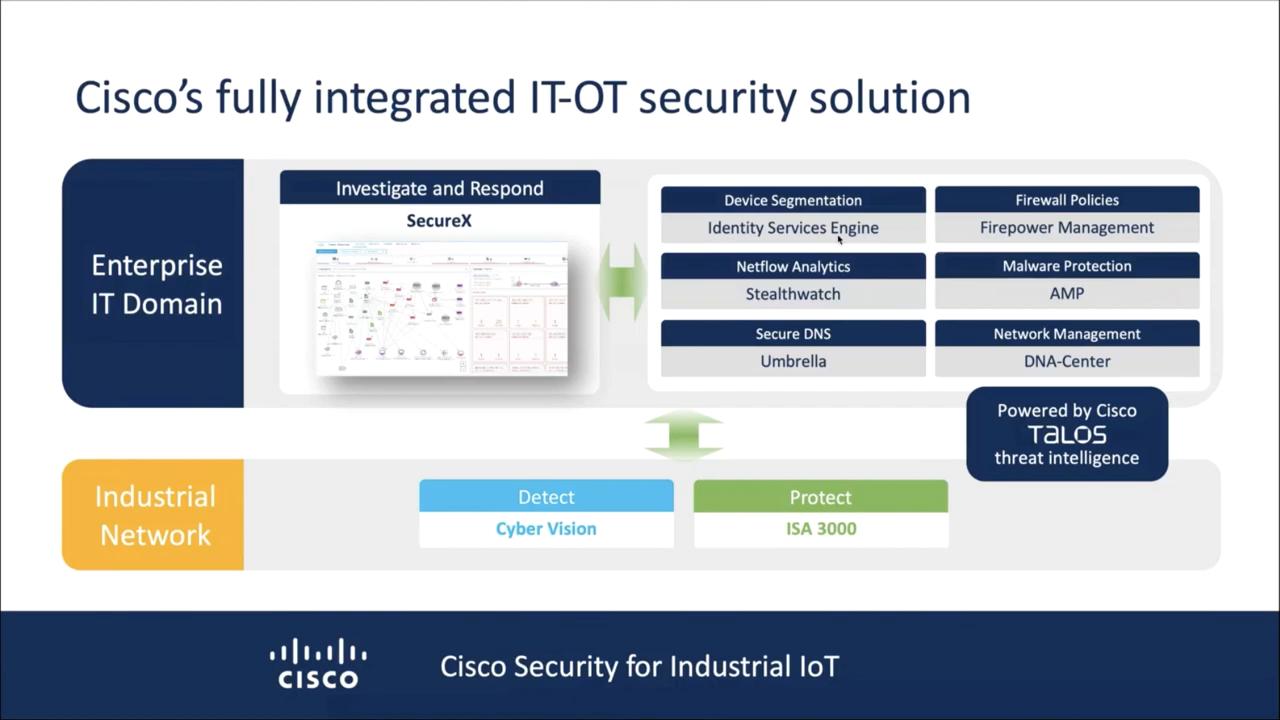 Cisco's fully integrated IT-OT security solution
Enterprise
IT Domain
Investigate and Respond
SecureX
Device Segmentation
Identity Services Engine
Firewall Policies
Firepower Management
Netflow Analytics
Stealthwatch
Malware Protection
AMP
Secure DNS
Umbrella
Network Management
DNA-Center
Powered by Cisco
TALOS
threat intelligence
Industrial
Network
Detect
Cyber Vision
Protect
ISA 3000
CISCO
Cisco Security for Industrial IoT